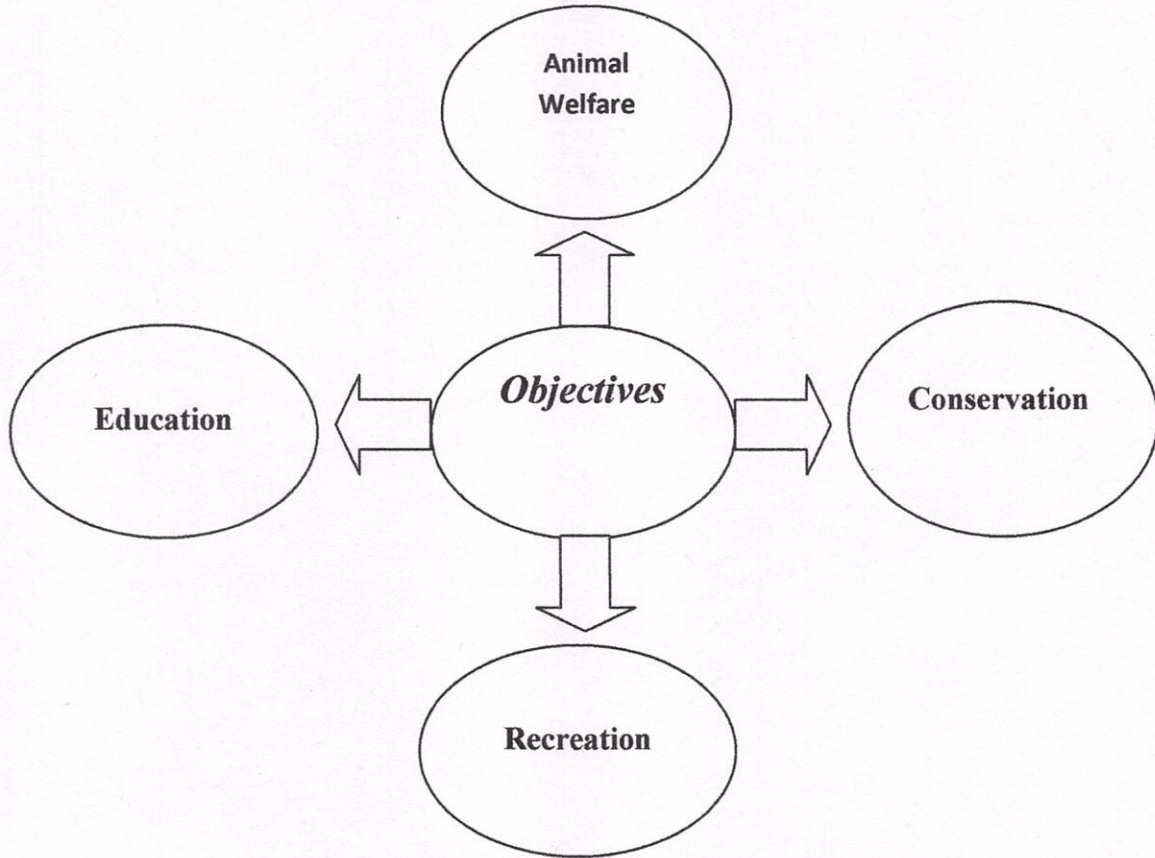 Animal
Welfare
Objectives
Education
Conservation
Recreation